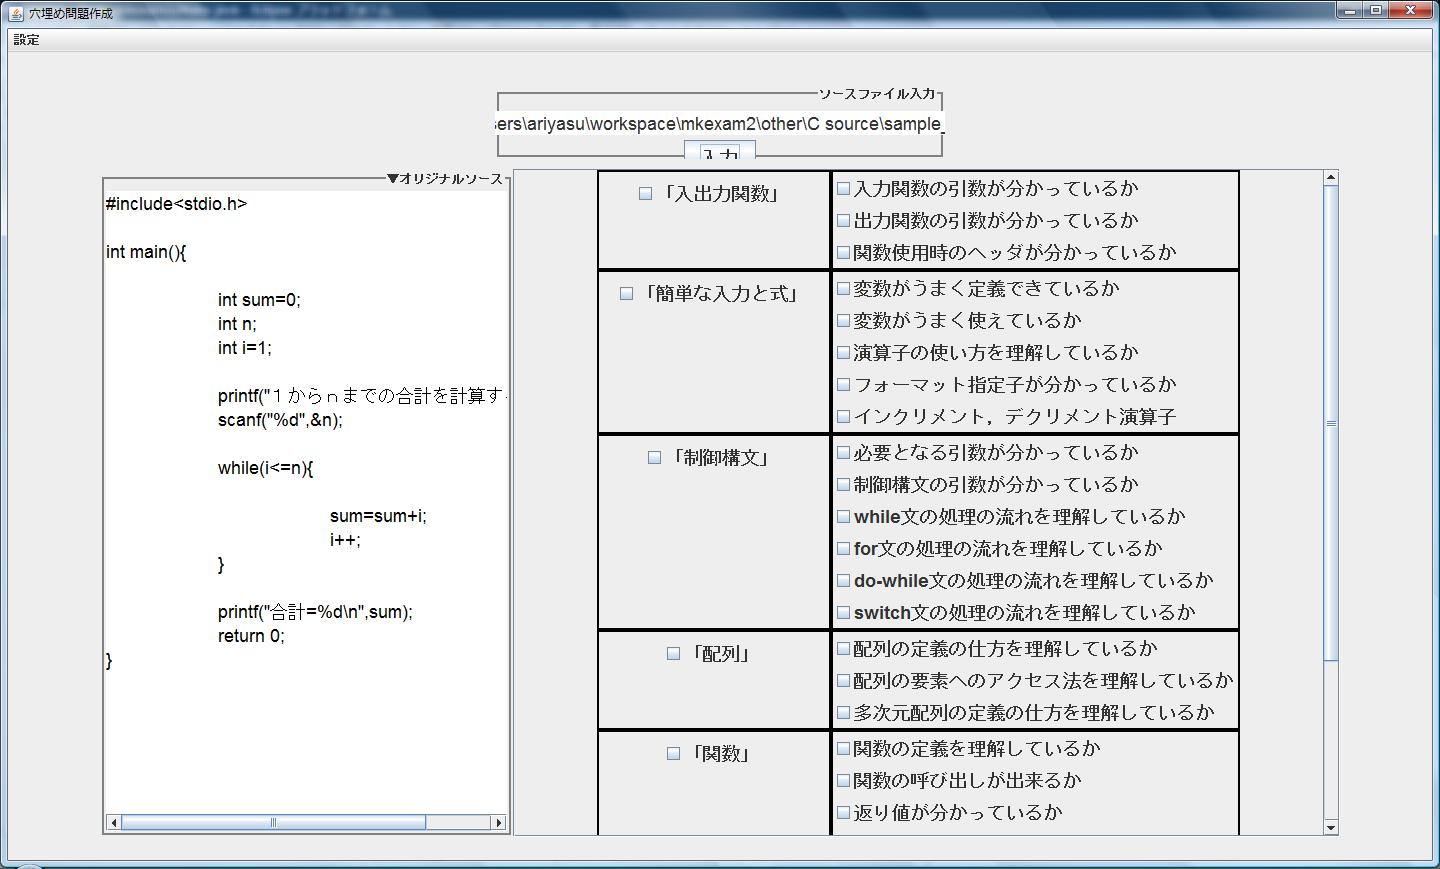 穴埋め問題作成
設定
ソースファイル入力
sers\ariyasu\workspace\mkexam2\other\C source\sample_
入力
▼オリジナルソース
#include<stdio.h>
int main(){
int sum=0;
int n;
int i=1;
printf("１からｎまでの合計を計算す
scanf("%d",&n);
while(i<=n){
sum=sum+i;
i++;
}
printf("合計=%d\n",sum);
return 0;
}
「入出力関数」
入力関数の引数が分かっているか
出力関数の引数が分かっているか
関数使用時のヘッダが分かっているか
「簡単な入力と式」
変数がうまく定義できているか
変数がうまく使えているか
演算子の使い方を理解しているか
フォーマット指定子が分かっているか
インクリメント，デクリメント演算子
「制御構文」
必要となる引数が分かっているか
制御構文の引数が分かっているか
while文の処理の流れを理解しているか
for文の処理の流れを理解しているか
do-while文の処理の流れを理解しているか
switch文の処理の流れを理解しているか
「配列」
配列の定義の仕方を理解しているか
配列の要素へのアクセス法を理解しているか
多次元配列の定義の仕方を理解しているか
「関数」
関数の定義を理解しているか
関数の呼び出しが出来るか
返り値が分かっているか